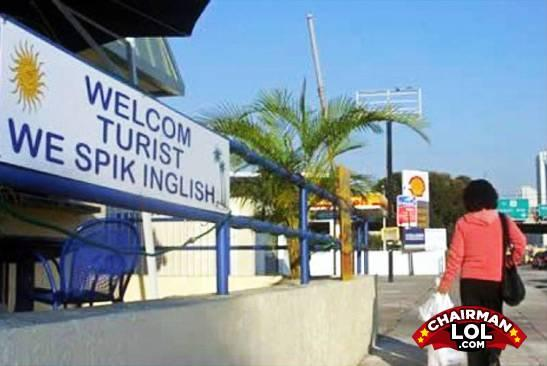 WELCOM
TURIST
WE SPIK INGLISH
CHAIRMAN
LOL
.COM